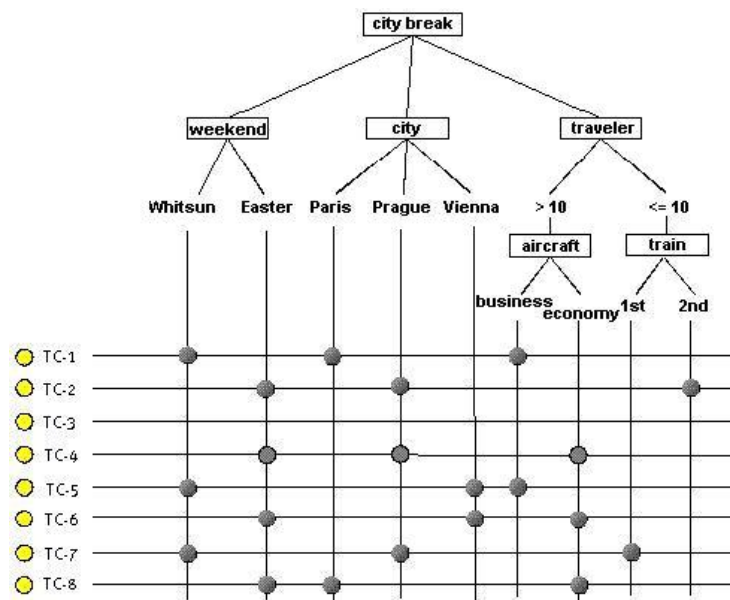 city break
weekend city traveler
Whitsun Easter Paris Prague Vienna > 10 <= 10
aircraft train
business economy 1st 2nd
TC-1
TC-2
TC-3
TC-4
TC-5
TC-6
TC-7
TC-8